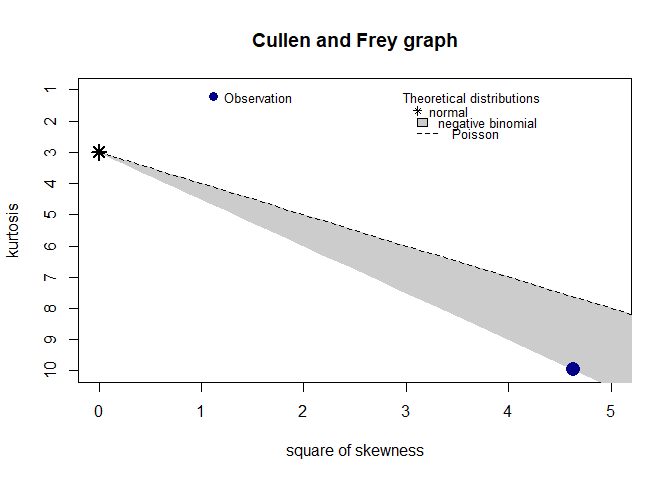 Cullen and Frey graph
Observation
Theoretical distributions
normal
negative binomial
Poisson
kurtosis
1
2
3
4
5
6
7
8
9
10
0 1 2 3 4 5
square of skewness